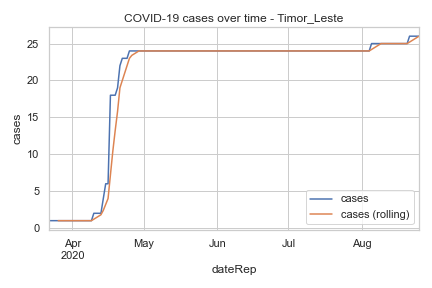 COVID-19 cases over time - Timor_Leste
cases
25
20
15
10
5
0
cases
cases (rolling)
Apr
2020
May
Jun
Jul
Aug
dateRep